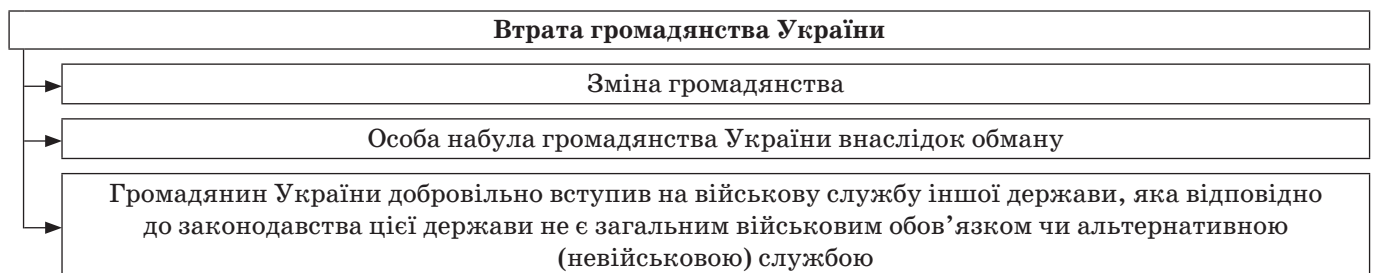 Втрата громадянства України
Зміна громадянства
Особа набула громадянства України внаслідок обману
Громадянин України добровільно вступив на військову службу іншої держави, яка відповідно
до законодавства цієї держави не є загальним військовим обов’язком чи альтернативною
(невійськовою) службою